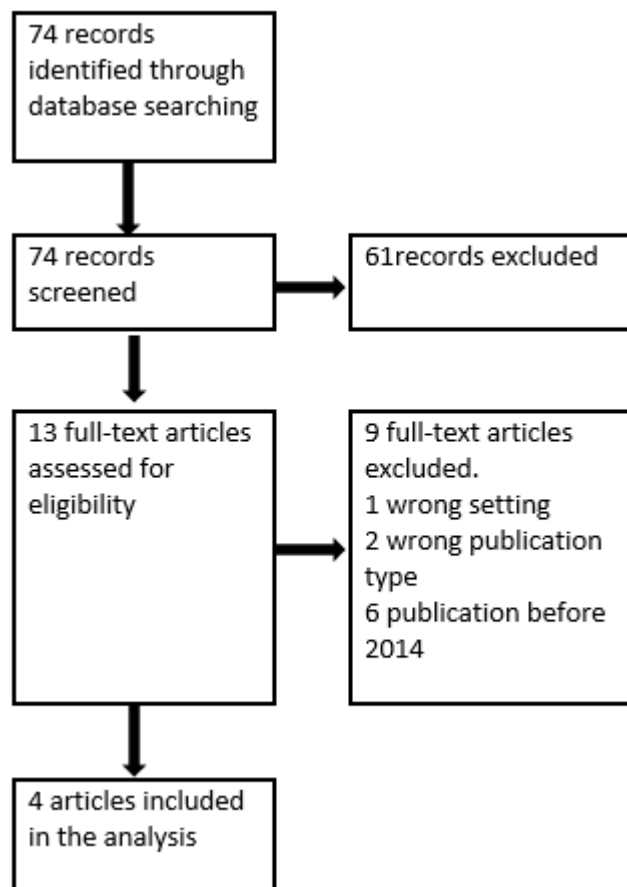 74 records
identified through
database searching
74 records
screened
61records excluded
13 full-text articles
assessed for
eligibility
9 full-text articles
excluded.
1 wrong setting
2 wrong publication
type
6 publication before
2014
4 articles included
in the analysis